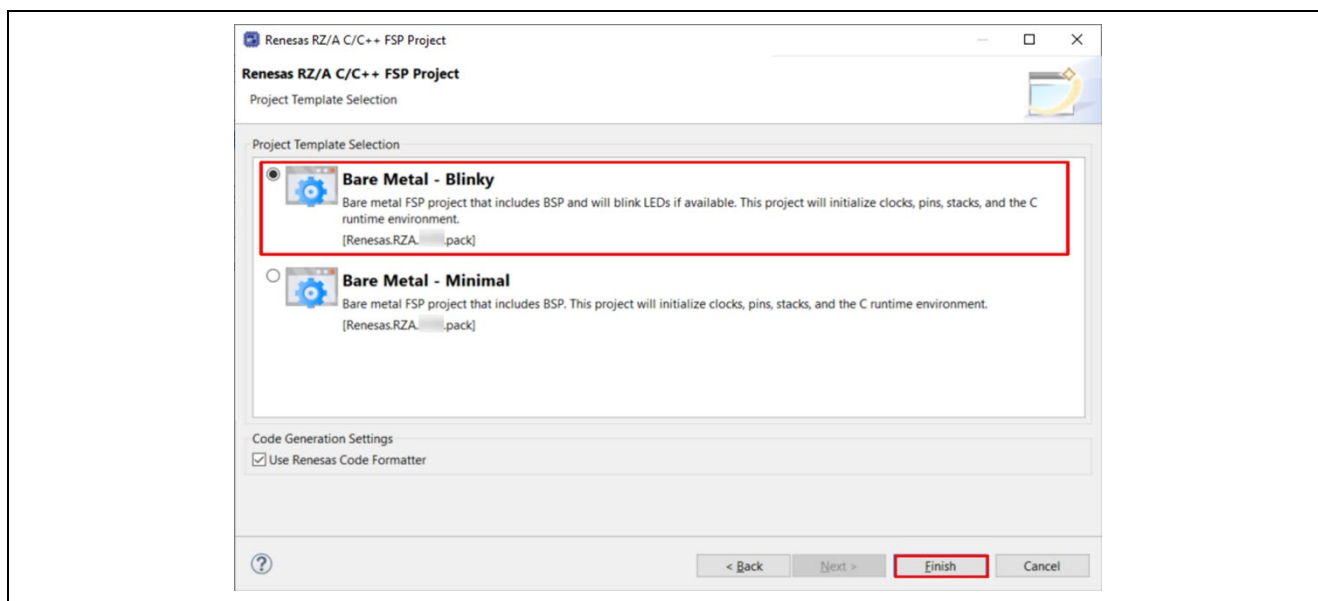 Renesas RZ/A C/C++ FSP Project
Renesas RZ/A C/C++ FSP Project
Project Template Selection
Project Template Selection
Bare Metal - Blinky
Bare metal FSP project that includes BSP and will blink LEDs if available. This project will initialize clocks, pins, stacks, and the C
runtime environment.
[Renesas.RZA. .pack]
Bare Metal - Minimal
Bare metal FSP project that includes BSP. This project will initialize clocks, pins, stacks, and the C runtime environment.
[Renesas.RZA. .pack]
Code Generation Settings
Use Renesas Code Formatter
? < Back Next > Finish Cancel